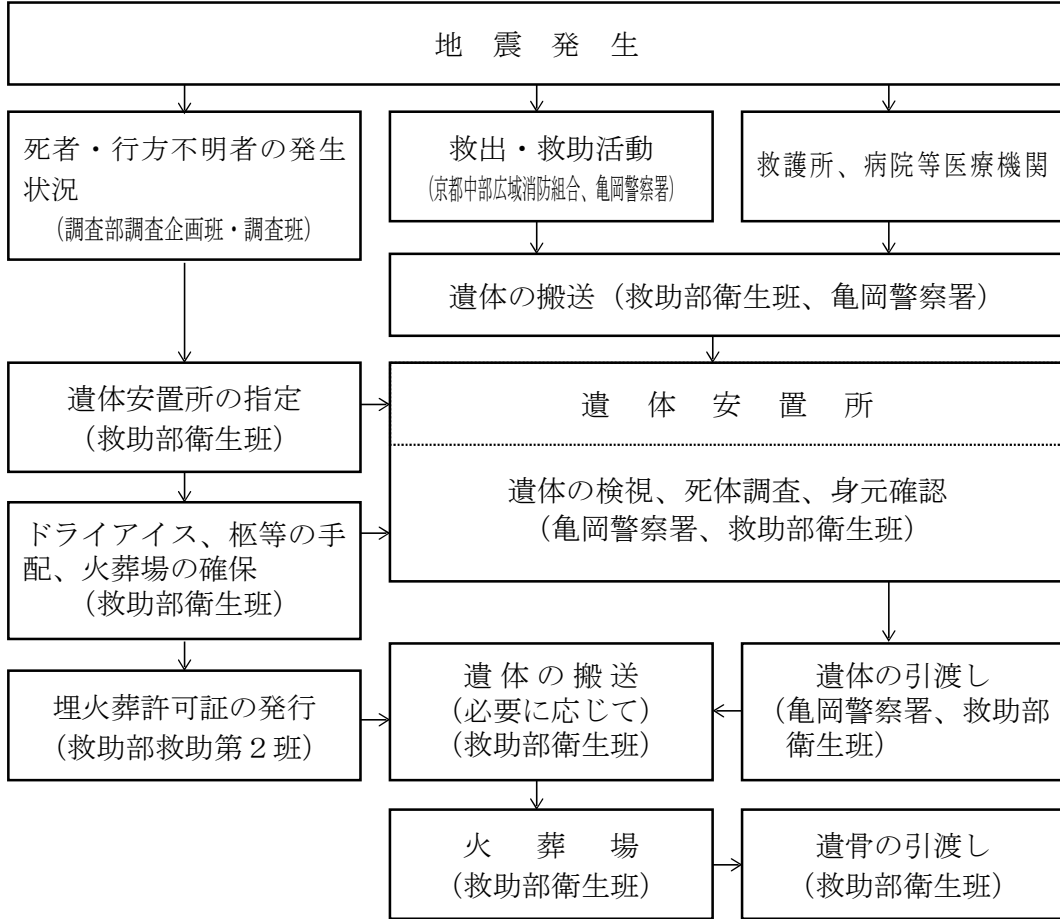 地震発生
死者・行方不明者の発生
状況
(調査部調査企画班・調査班)
救出・救助活動
(京都中部広域消防組合、亀岡警察署)
救護所、病院等医療機関
遺体の搬送(救助部衛生班、亀岡警察署)
遺体安置所の指定
(救助部衛生班)
遺体安置所
遺体の検視、死体調査、身元確認
(亀岡警察署、救助部衛生班)
ドライアイス、柩等の手
配、火葬場の確保
(救助部衛生班)
埋火葬許可証の発行
(救助部救助第2班)
遺体の搬送
(必要に応じて)
(救助部衛生班)
遺体の引渡し
(亀岡警察署、救助部
衛生班)
火葬場
(救助部衛生班)
遺骨の引渡し
(救助部衛生班)